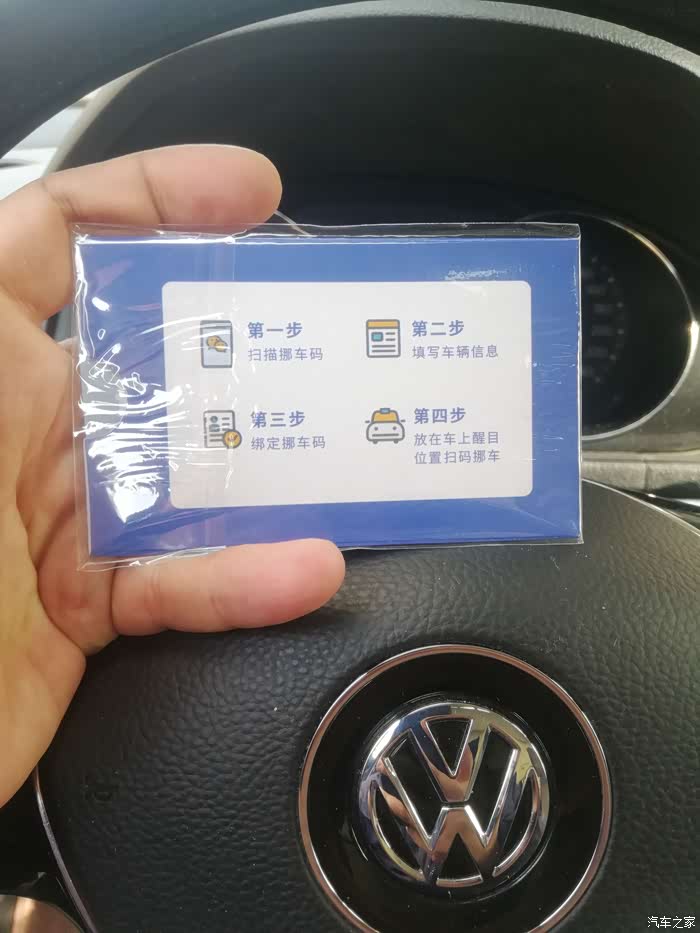 第一步
扫描挪车码
第二步
填写车辆信息
第三步
绑定挪车码
第四步
放在车上醒目
位置扫码挪车
汽车之家